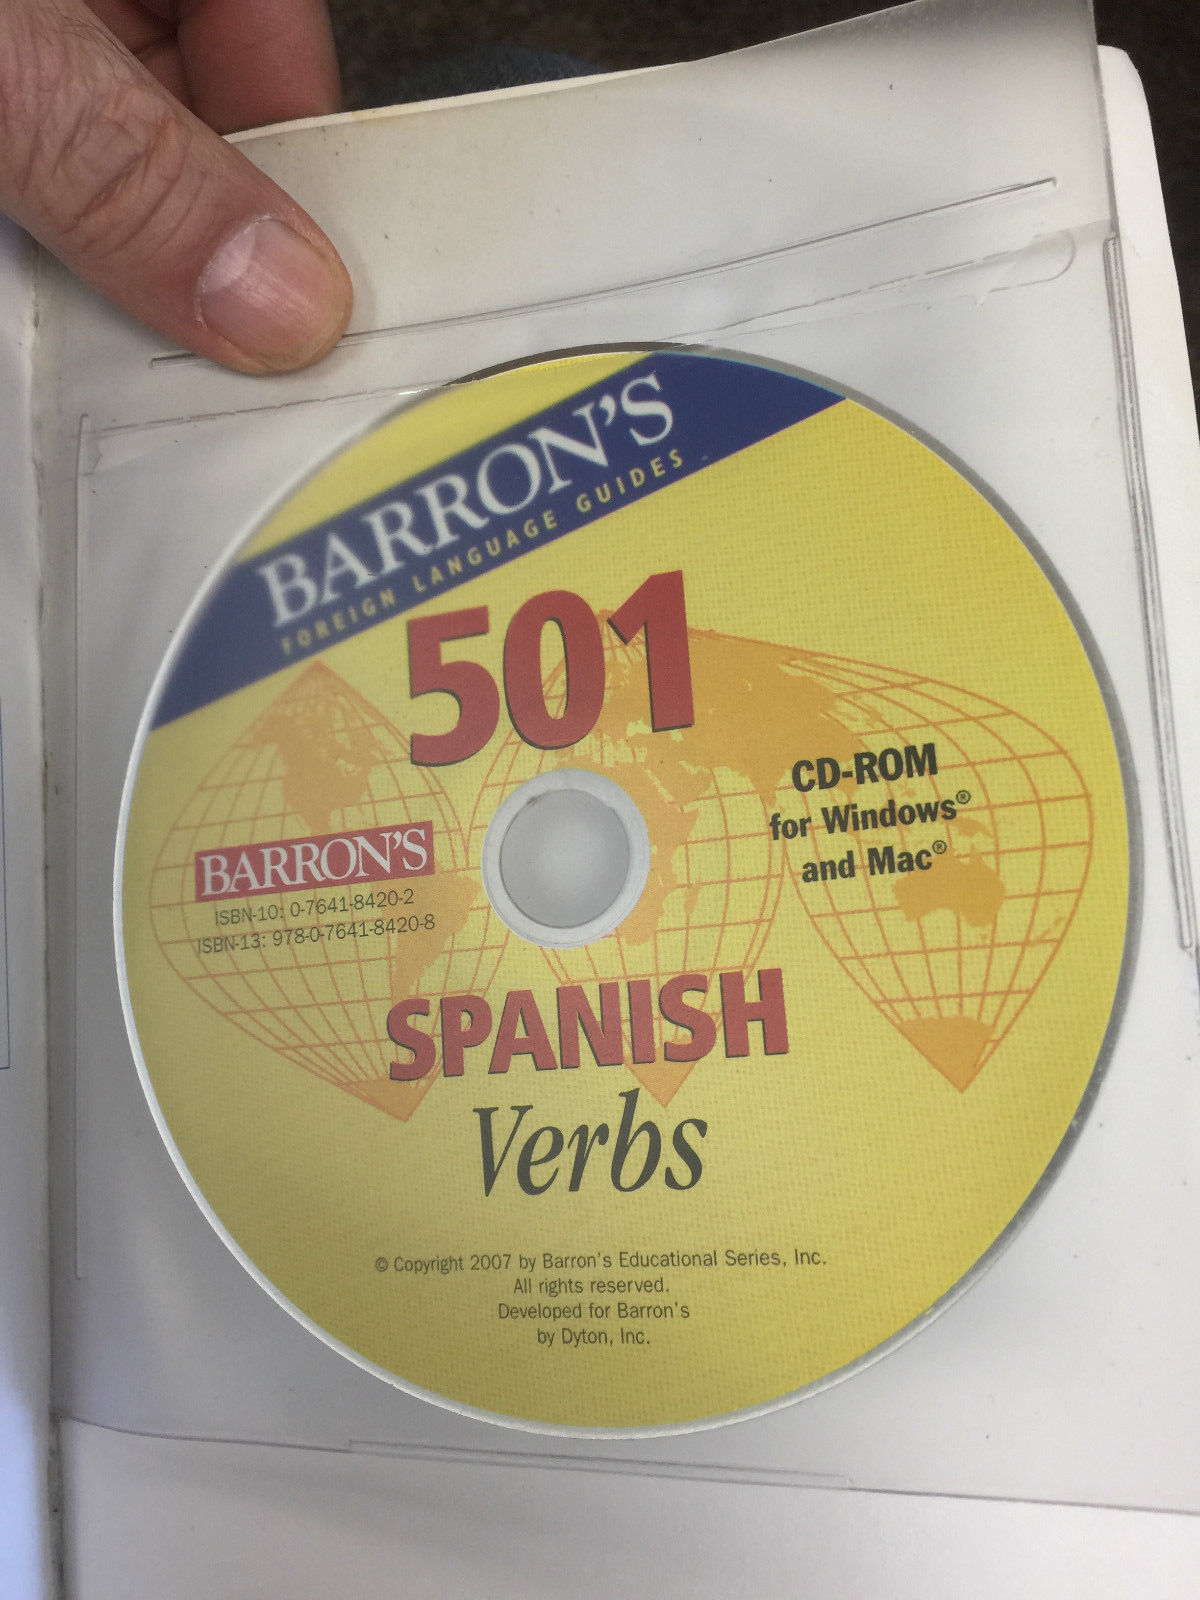 BARRON'S
FOREIGN LANGUAGE GUIDES
501
CD-ROM
for Windows®
and Mac®
BARRON'S
ISBN-10: 0-7641-8420-2
ISBN-13: 978-0-7641-8420-8
SPANISH
Verbs
© Copyright 2007 by Barron's Educational Series, Inc.
All rights reserved.
Developed for Barron's
by Dyton, Inc.